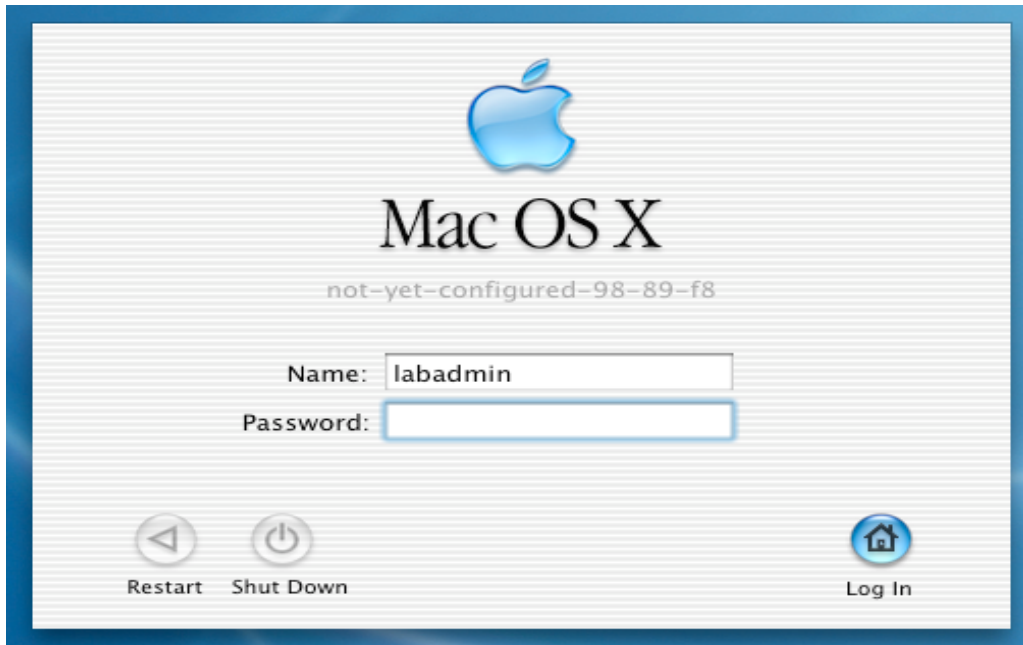 Mac OS X
not-yet-configured-98-89-f8
Name: labadmin
Password:
Restart Shut Down Log In